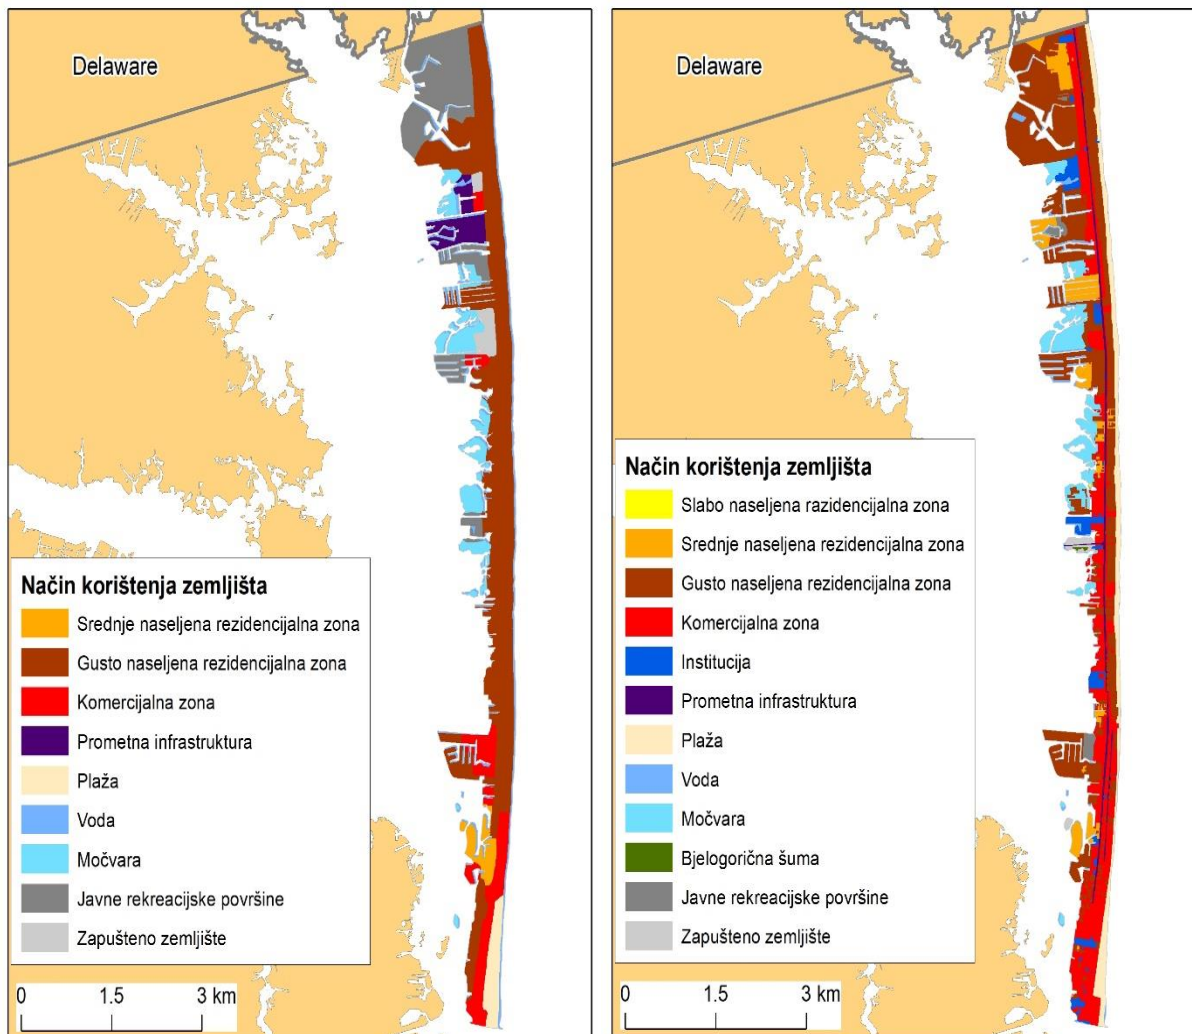 Delaware
Način korištenja zemljišta
Srednje naseljena rezidencijalna zona
Gusto naseljena rezidencijalna zona
Komercijalna zona
Prometna infrastruktura
Plaža
Voda
Močvara
Javne rekreacijske površine
Zapušteno zemljište
0 1.5 3 km
Delaware
Način korištenja zemljišta
Slabo naseljena razidencijalna zona
Srednje naseljena rezidencijalna zona
Gusto naseljena rezidencijalna zona
Komercijalna zona
Institucija
Prometna infrastruktura
Plaža
Voda
Močvara
Bjelogorična šuma
Javne rekreacijske površine
Zapušteno zemljište
0 1.5 3 km